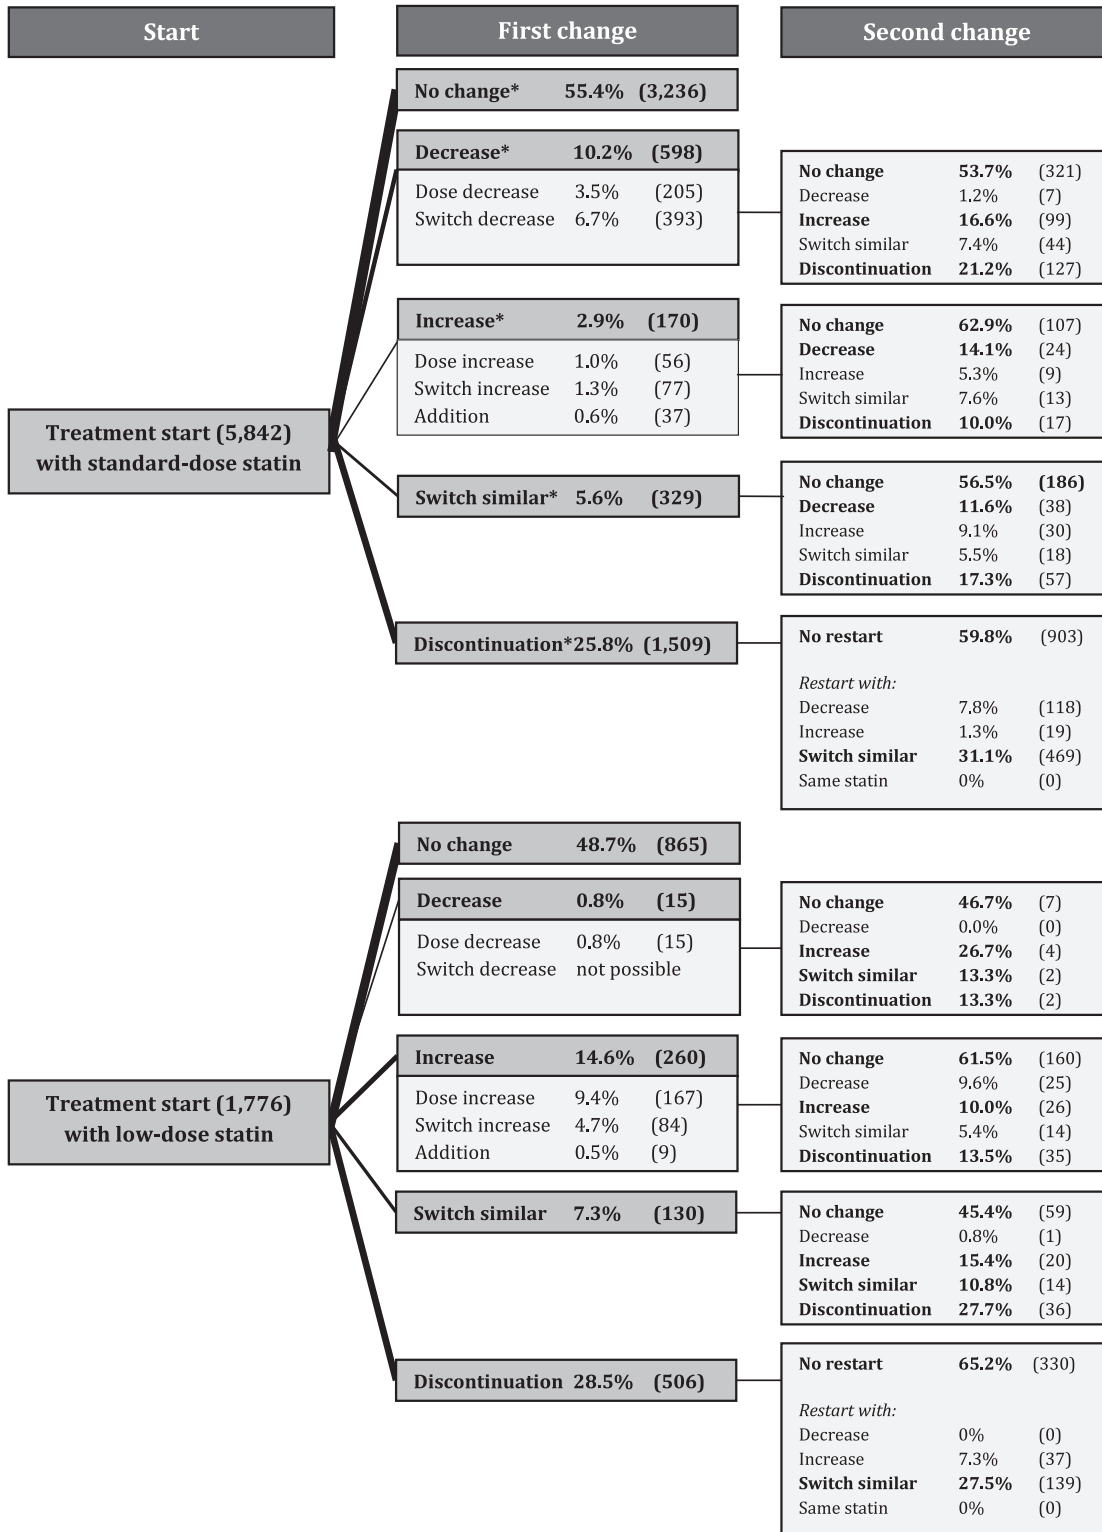 Start
First change
Second change
No change* 55.4% (3,236)
Decrease* 10.2% (598)
Dose decrease 3.5% (205)
Switch decrease 6.7% (393)
No change 53.7% (321)
Decrease 1.2% (7)
Increase 16.6% (99)
Switch similar 7.4% (44)
Discontinuation 21.2% (127)
Increase* 2.9% (170)
Dose increase 1.0% (56)
Switch increase 1.3% (77)
Addition 0.6% (37)
No change 62.9% (107)
Decrease 14.1% (24)
Increase 5.3% (9)
Switch similar 7.6% (13)
Discontinuation 10.0% (17)
Treatment start (5,842)
with standard-dose statin
Switch similar* 5.6% (329)
No change 56.5% (186)
Decrease 11.6% (38)
Increase 9.1% (30)
Switch similar 5.5% (18)
Discontinuation 17.3% (57)
Discontinuation* 25.8% (1,509)
No restart 59.8% (903)
Restart with:
Decrease 7.8% (118)
Increase 1.3% (19)
Switch similar 31.1% (469)
Same statin 0% (0)
No change 48.7% (865)
Decrease 0.8% (15)
Dose decrease 0.8% (15)
Switch decrease not possible
No change 46.7% (7)
Decrease 0.0% (0)
Increase 26.7% (4)
Switch similar 13.3% (2)
Discontinuation 13.3% (2)
Increase 14.6% (260)
Dose increase 9.4% (167)
Switch increase 4.7% (84)
Addition 0.5% (9)
No change 61.5% (160)
Decrease 9.6% (25)
Increase 10.0% (26)
Switch similar 5.4% (14)
Discontinuation 13.5% (35)
Treatment start (1,776)
with low-dose statin
Switch similar 7.3% (130)
No change 45.4% (59)
Decrease 0.8% (1)
Increase 15.4% (20)
Switch similar 10.8% (14)
Discontinuation 27.7% (36)
Discontinuation 28.5% (506)
No restart 65.2% (330)
Restart with:
Decrease 0% (0)
Increase 7.3% (37)
Switch similar 27.5% (139)
Same statin 0% (0)